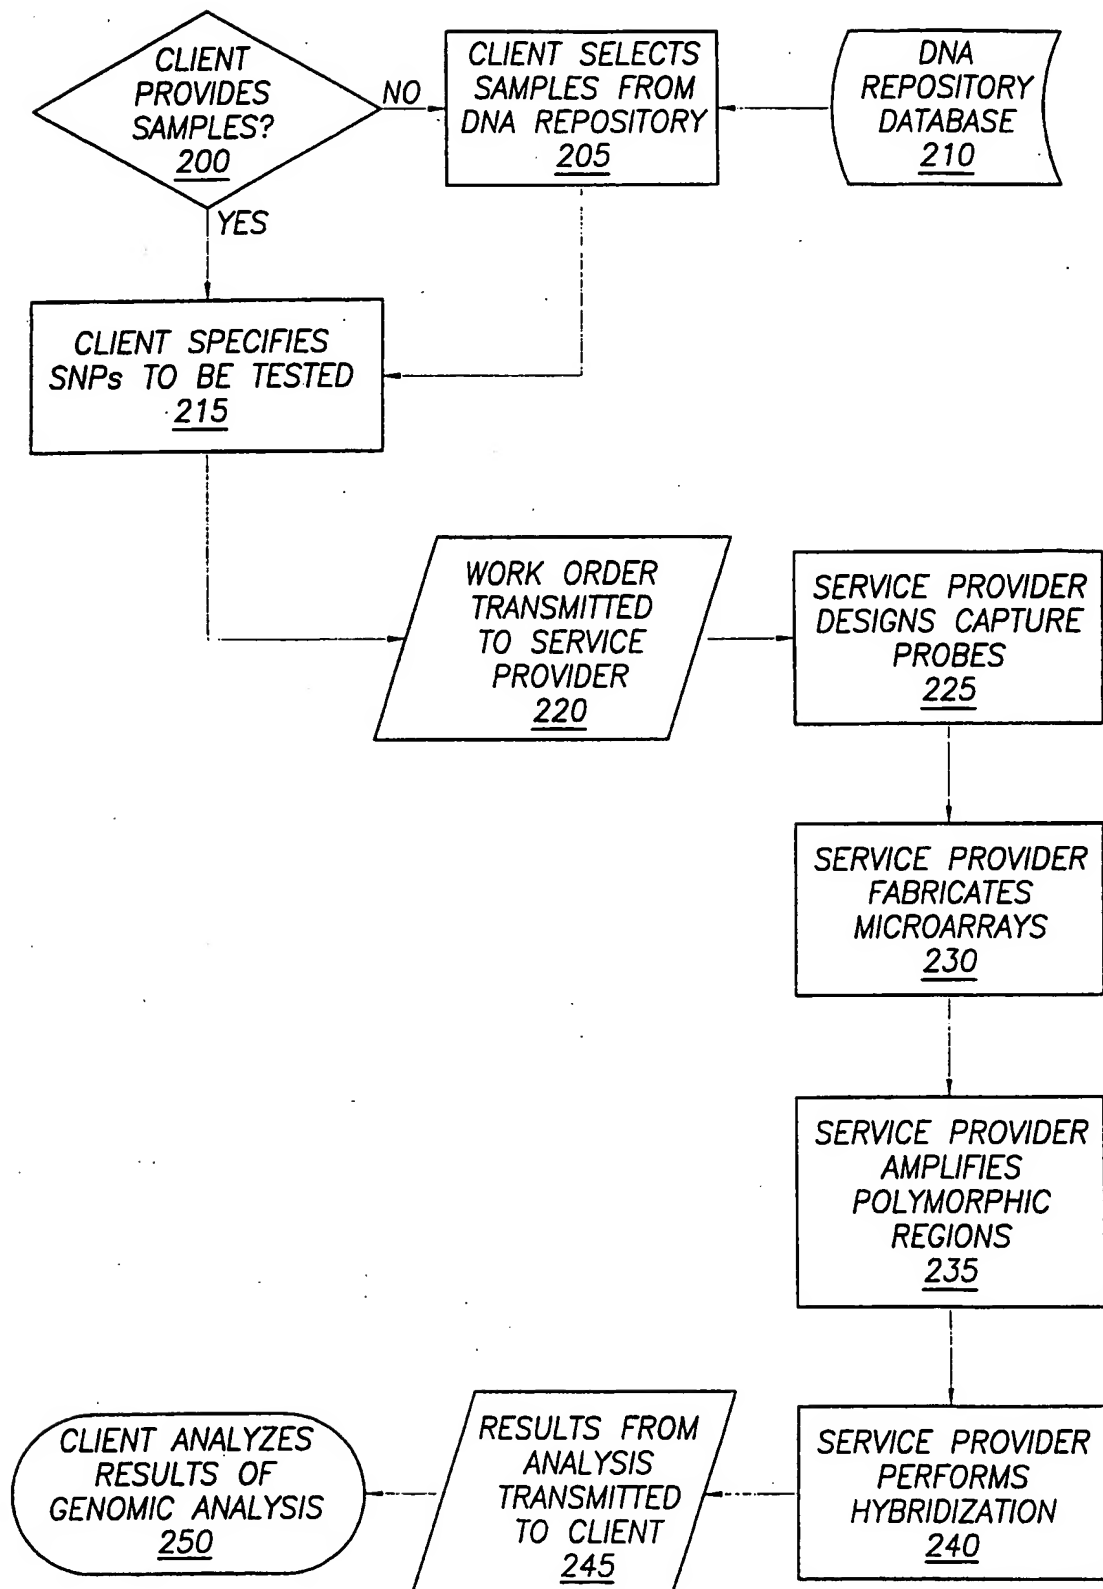 CLIENT
PROVIDES
SAMPLES?
200
NO
YES
CLIENT SELECTS
SAMPLES FROM
DNA REPOSITORY
205
DNA
REPOSITORY
DATABASE
210
CLIENT SPECIFIES
SNPs TO BE TESTED
215
WORK ORDER
TRANSMITTED
TO SERVICE
PROVIDER
220
SERVICE PROVIDER
DESIGNS CAPTURE
PROBES
225
SERVICE PROVIDER
FABRICATES
MICROARRAYS
230
SERVICE PROVIDER
AMPLIFIES
POLYMORPHIC
REGIONS
235
SERVICE PROVIDER
PERFORMS
HYBRIDIZATION
240
RESULTS FROM
ANALYSIS
TRANSMITTED
TO CLIENT
245
CLIENT ANALYZES
RESULTS OF
GENOMIC ANALYSIS
250